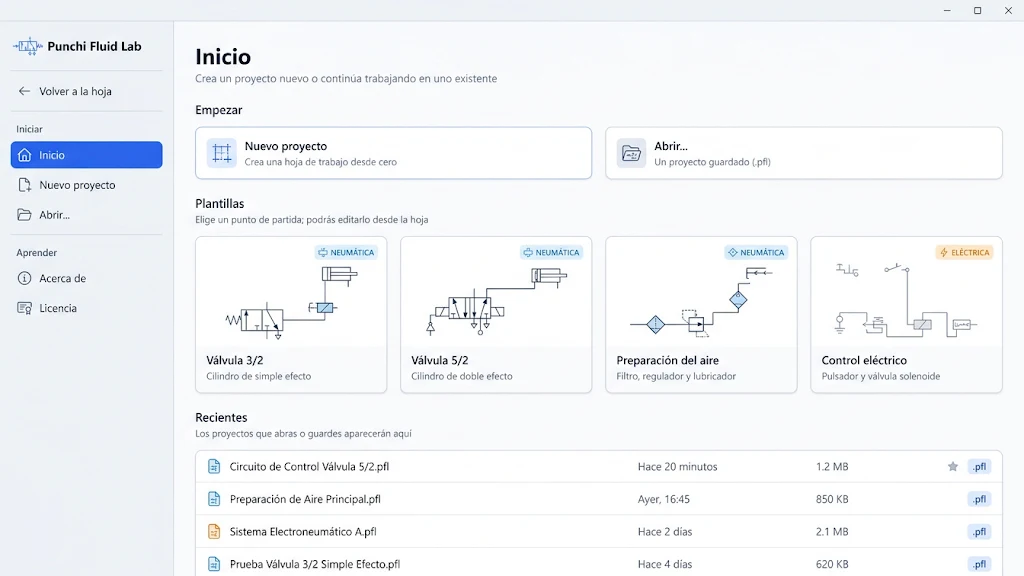 Punchi Fluid Lab
Volver a la hoja
Iniciar
Inicio
Nuevo proyecto
Abrir...
Aprender
Acerca de
Licencia
Inicio
Crea un proyecto nuevo o continúa trabajando en uno existente
Empezar
Nuevo proyecto
Crea una hoja de trabajo desde cero
Abrir...
Un proyecto guardado (.pfl)
Plantillas
Elige un punto de partida; podrás editarlo desde la hoja
NEUMÁTICA
Válvula 3/2
Cilindro de simple efecto
NEUMÁTICA
Válvula 5/2
Cilindro de doble efecto
NEUMÁTICA
Preparación del aire
Filtro, regulador y lubricador
ELÉCTRICA
Control eléctrico
Pulsador y válvula solenoide
Recientes
Los proyectos que abras o guardes aparecerán aquí
Circuito de Control Válvula 5/2.pfl Hace 20 minutos 1.2 MB .pfl
Preparación de Aire Principal.pfl Ayer, 16:45 850 KB .pfl
Sistema Electroneumático A.pfl Hace 2 días 2.1 MB .pfl
Prueba Válvula 3/2 Simple Efecto.pfl Hace 4 días 620 KB .pfl